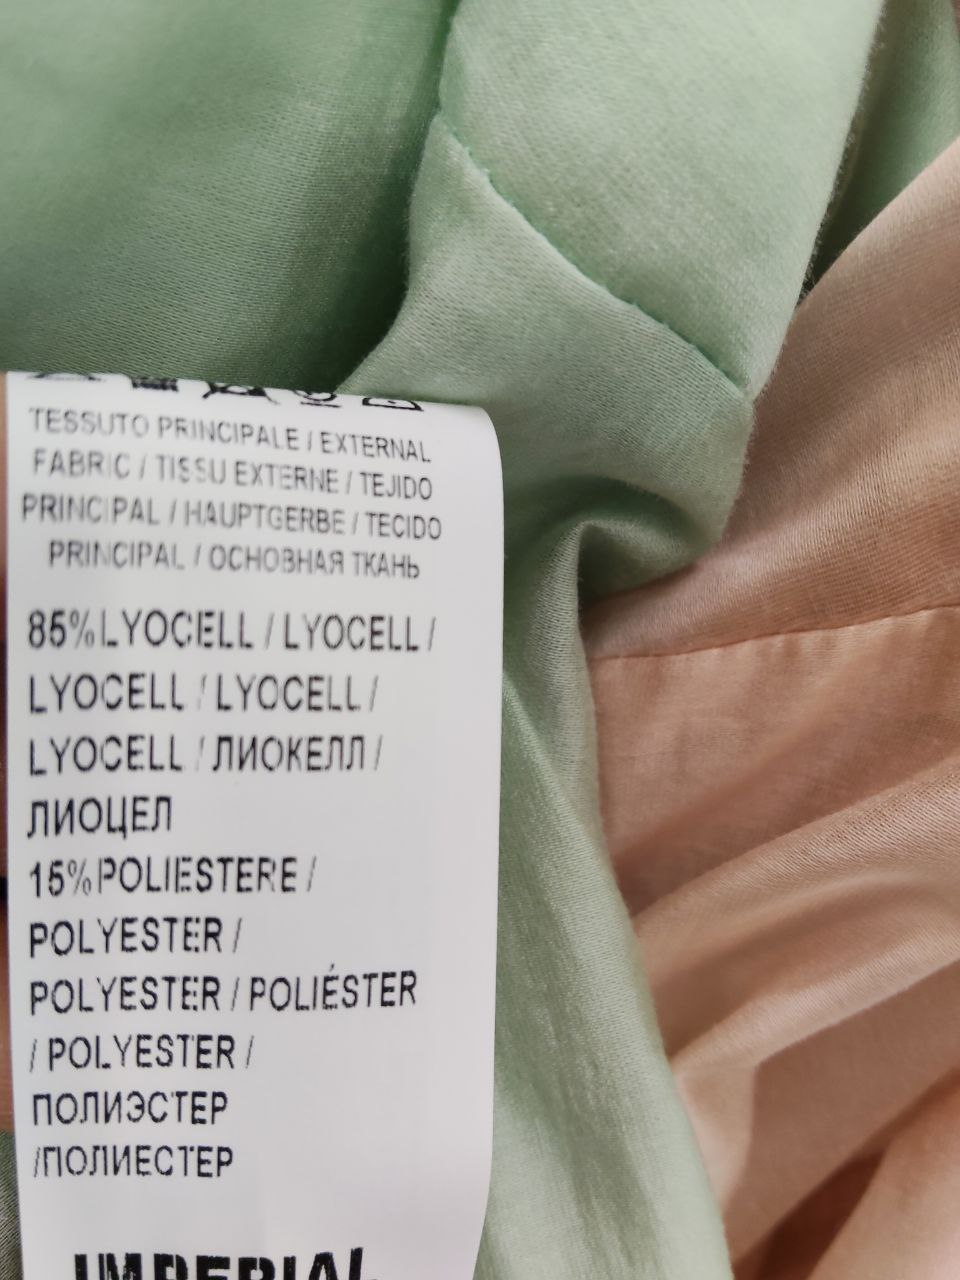 TESSUTO PRINCIPALE / EXTERNAL
FABRIC / TISSU EXTERNE / TEJIDO
PRINCIPAL / HAUPTGERBE / TECIDO
PRINCIPAL / ОСНОВНАЯ ТКАНЬ
85%LYOCELL / LYOCELL /
LYOCELL / LYOCELL /
LYOCELL / ЛИОКЕЛЛ /
ЛИОЦЕЛ
15%POLIESTERE /
POLYESTER /
POLYESTER / POLIÉSTER
/ POLYESTER /
ПОЛИЭСТЕР
/ПОЛИЕСТЕР
IMPERIAL